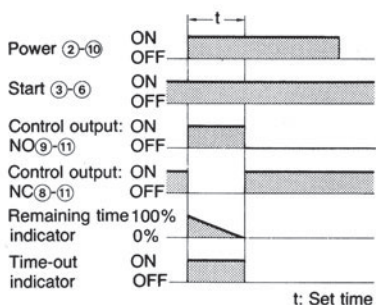 t
Power ②-⑩ ON
OFF
Start ③-⑥ ON
OFF
Control output: ON
NO⑨-⑪ OFF
Control output: ON
NC⑧-⑪ OFF
Remaining time 100%
indicator 0%
Time-out ON
indicator OFF
t: Set time